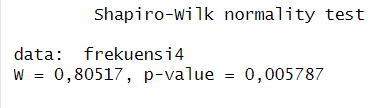 Shapiro-Wilk normality test
data:  frekuensi4
W = 0,80517, p-value = 0,005787